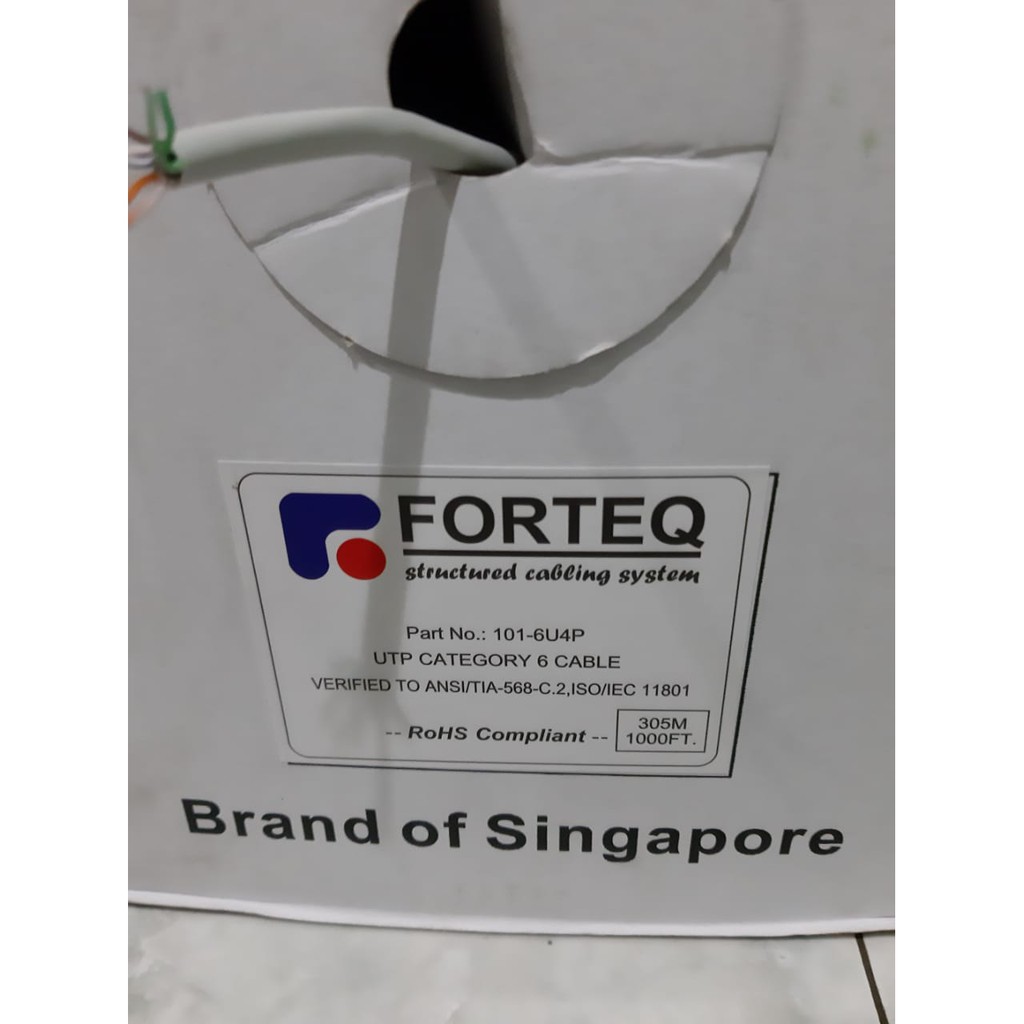 FORTEQ
structured cabling system
Part No.: 101-6U4P
UTP CATEGORY 6 CABLE
VERIFIED TO ANSI/TIA-568-C.2,ISO/IEC 11801
-- RoHS Compliant --
305M
1000FT.
Brand of Singapore